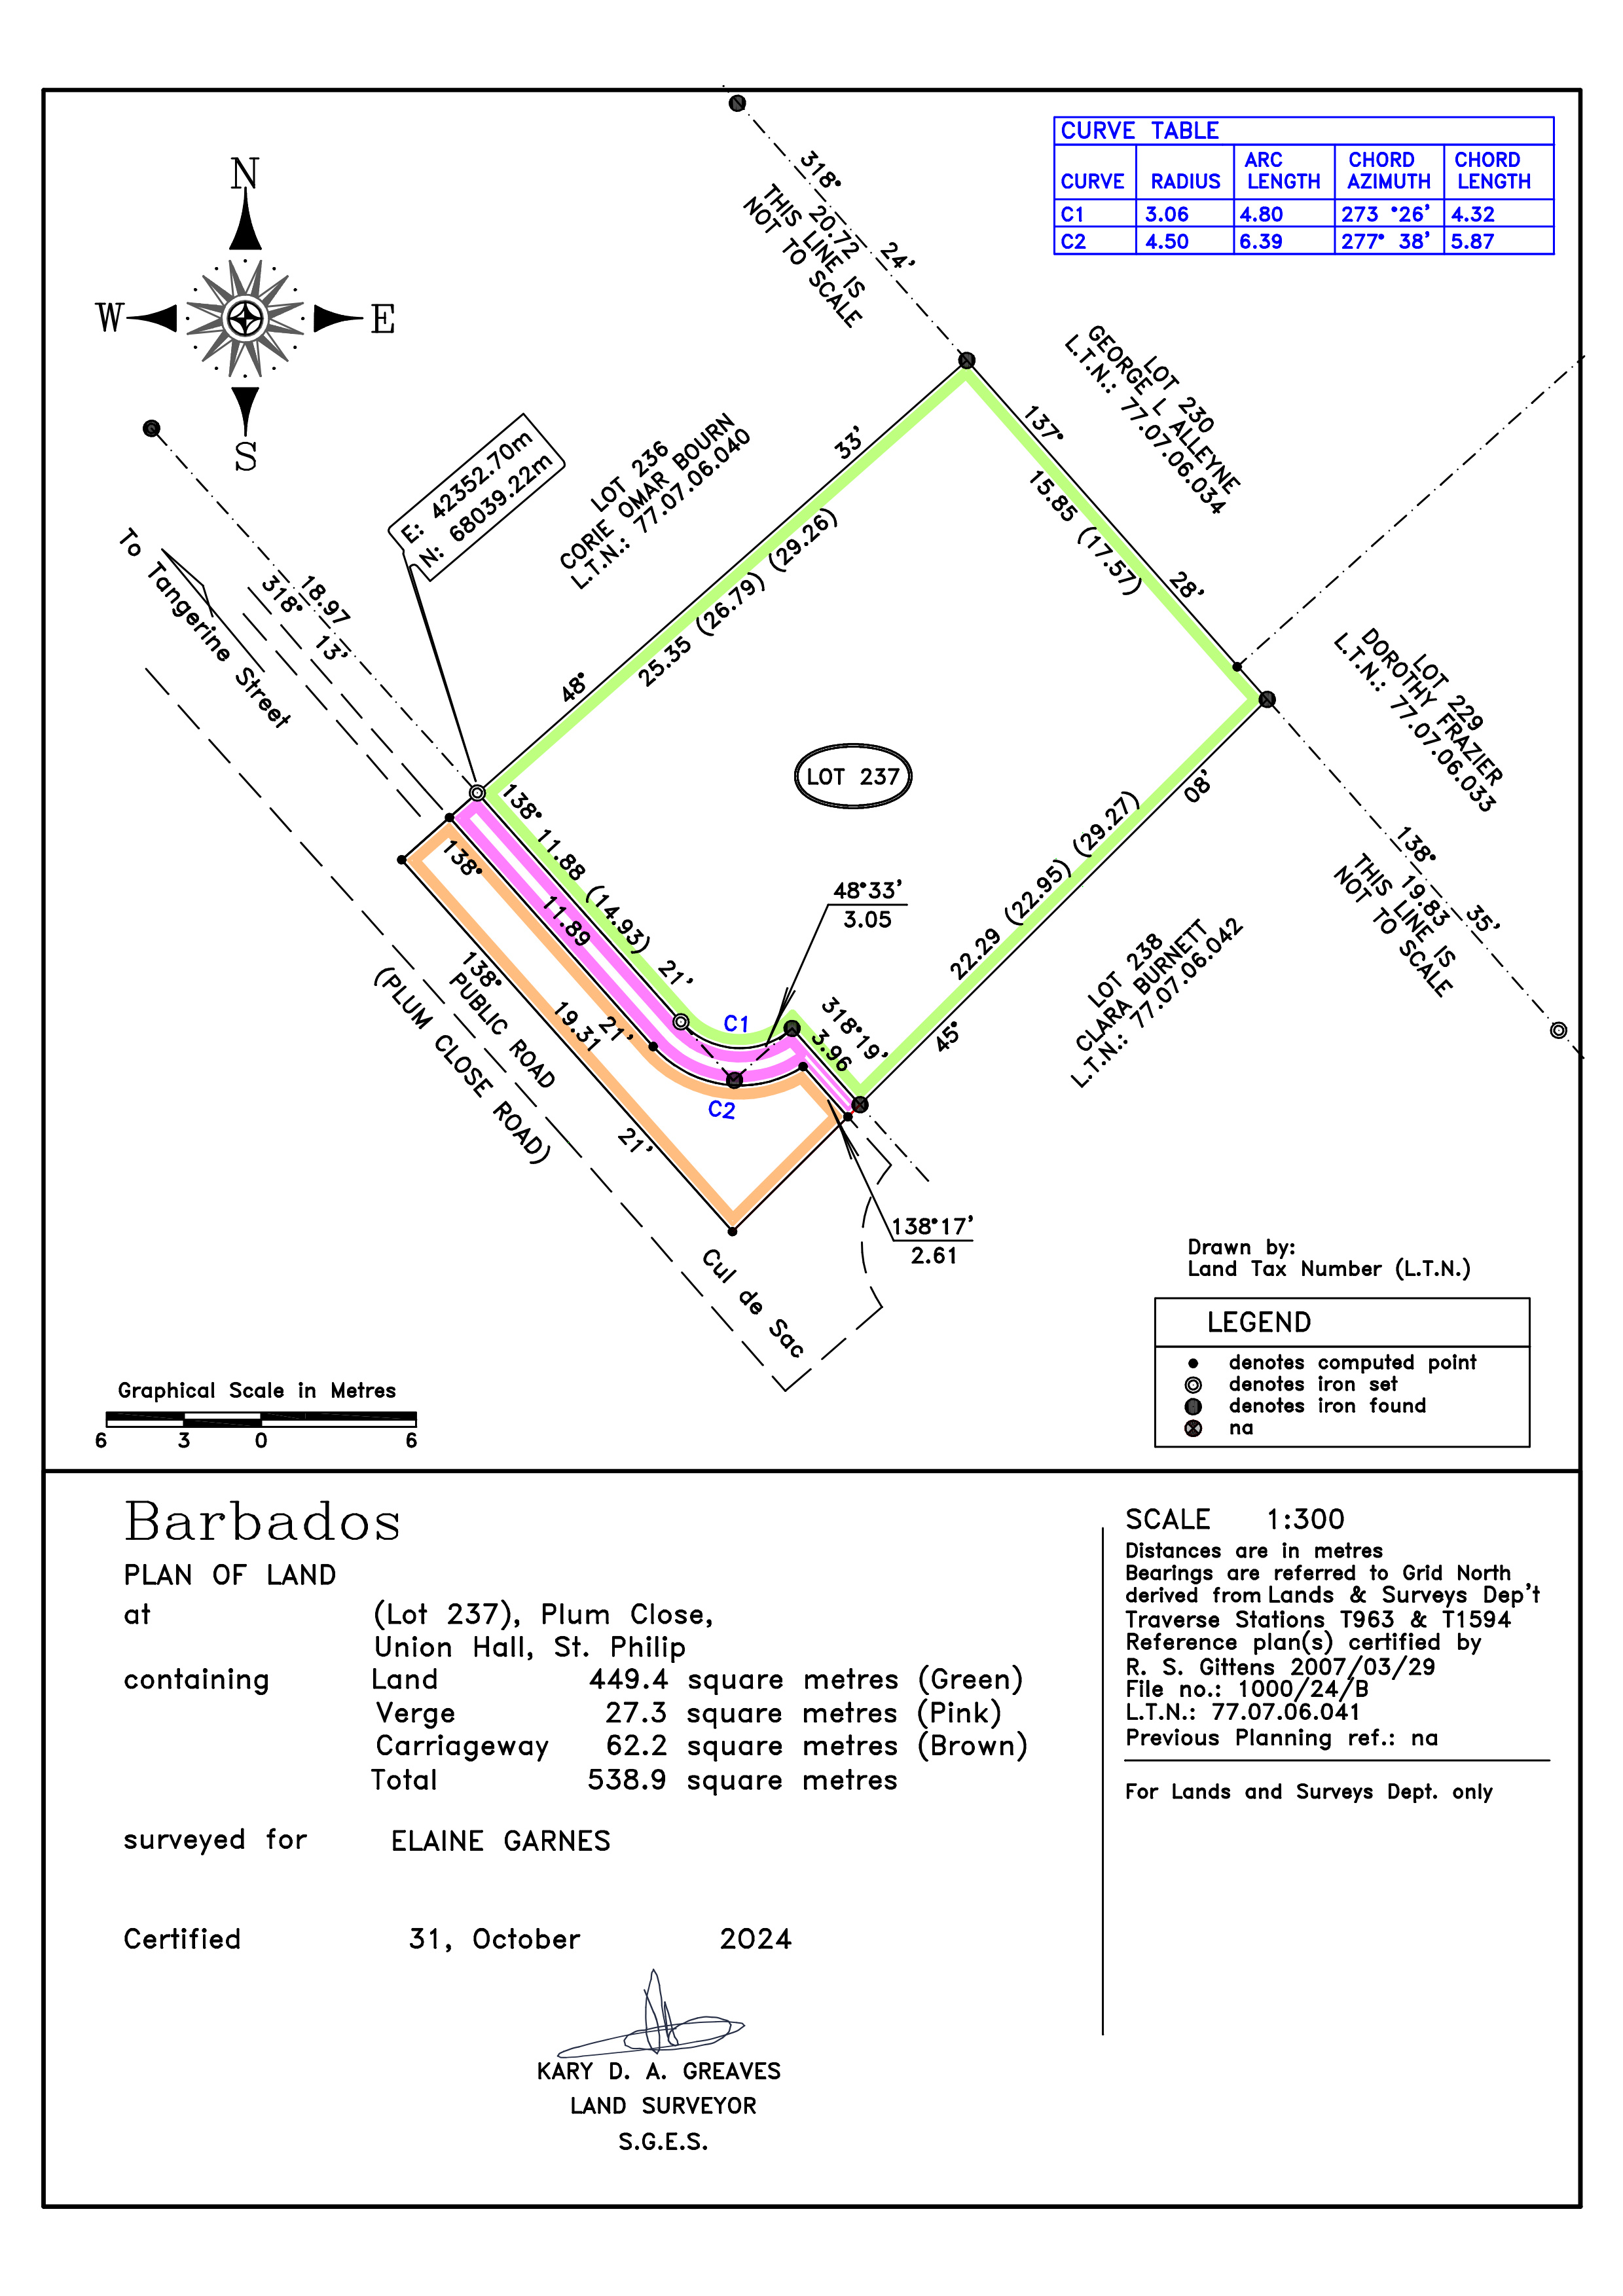 N
W
E
S
CURVE TABLE
CURVE RADIUS ARC LENGTH CHORD AZIMUTH CHORD LENGTH
C1 3.06 4.80 273 °26' 4.32
C2 4.50 6.39 277° 38' 5.87
318° 20.72 24'
THIS LINE IS
NOT TO SCALE
LOT 230
GEORGE L ALLEYNE
L.T.N.: 77.07.06.034
137° 28'
15.85 (17.57)
LOT 236
CORIE OMAR BOURN
L.T.N.: 77.07.06.040
48° 33'
25.35 (26.79) (29.26)
E: 42352.70m
N: 68039.22m
To Tangerine Street
18.97
318° 13'
LOT 229
DOROTHY FRAZIER
L.T.N.: 77.07.06.033
LOT 237
138° 11.88 (14.93) 21'
138° 11.89 21'
138° 19.31 21'
PUBLIC ROAD
(PLUM CLOSE ROAD)
C1
C2
48°33'
3.05
318°19'
3.96
22.29 (22.95) (29.27)
45° 08'
LOT 238
CLARA BURNETT
L.T.N.: 77.07.06.042
138° 19.83 35'
THIS LINE IS
NOT TO SCALE
138°17'
2.61
Cul de Sac
Drawn by:
Land Tax Number (L.T.N.)
LEGEND
denotes computed point
denotes iron set
denotes iron found
na
Graphical Scale in Metres
6 3 0 6
Barbados
PLAN OF LAND
at (Lot 237), Plum Close,
Union Hall, St. Philip
containing Land 449.4 square metres (Green)
Verge 27.3 square metres (Pink)
Carriageway 62.2 square metres (Brown)
Total 538.9 square metres
surveyed for ELAINE GARNES
Certified 31, October 2024
KARY D. A. GREAVES
LAND SURVEYOR
S.G.E.S.
SCALE 1:300
Distances are in metres
Bearings are referred to Grid North
derived from Lands & Surveys Dep't
Traverse Stations T963 & T1594
Reference plan(s) certified by
R. S. Gittens 2007/03/29
File no.: 1000/24/B
L.T.N.: 77.07.06.041
Previous Planning ref.: na
For Lands and Surveys Dept. only